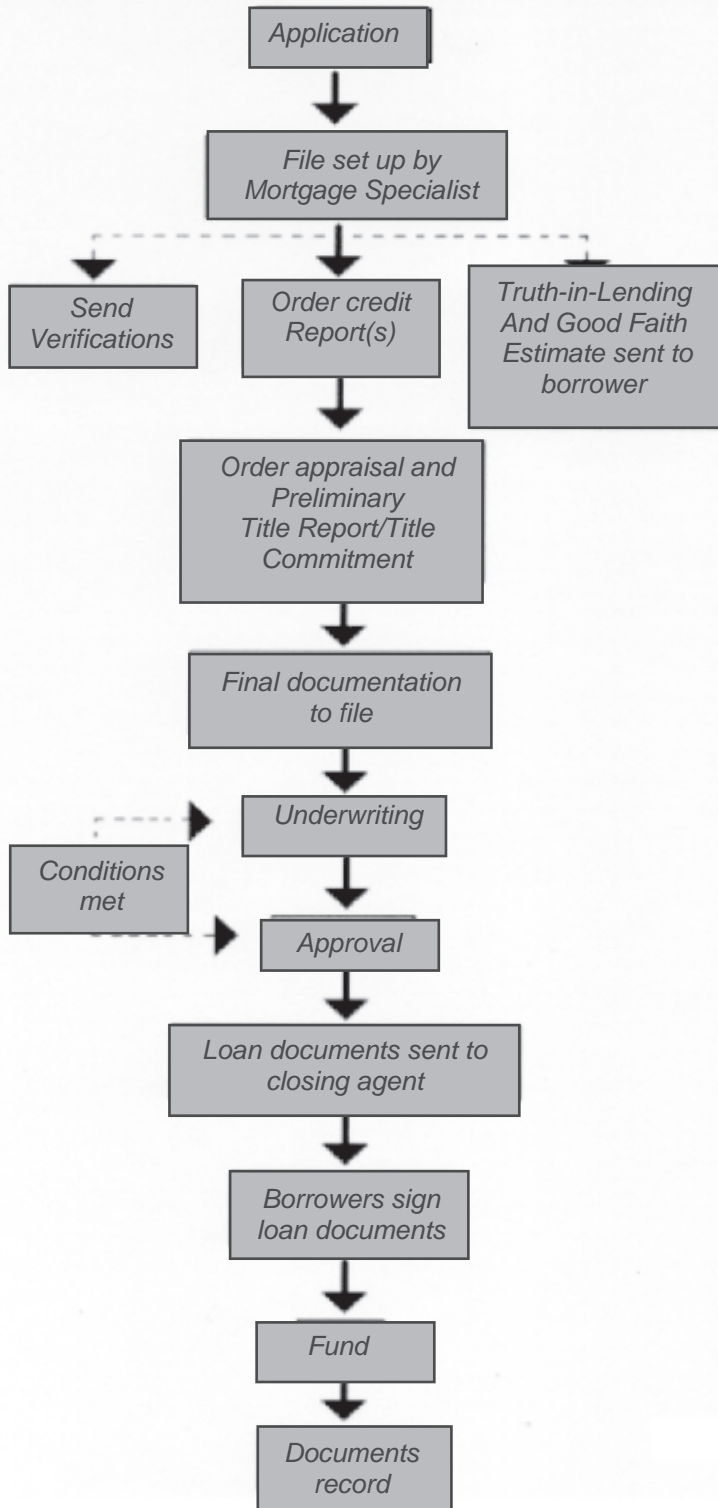 Application
File set up by
Mortgage Specialist
Send
Verifications
Order credit
Report(s)
Truth-in-Lending
And Good Faith
Estimate sent to
borrower
Order appraisal and
Preliminary
Title Report/Title
Commitment
Final documentation
to file
Underwriting
Conditions
met
Approval
Loan documents sent to
closing agent
Borrowers sign
loan documents
Fund
Documents
record